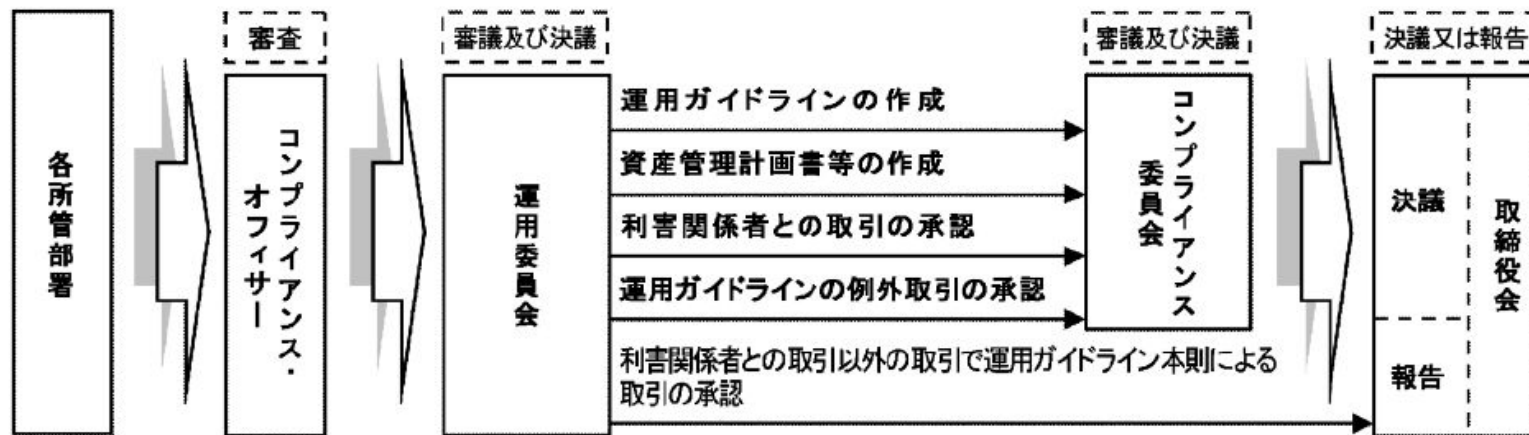 審査
審議及び決議
審議及び決議
決議又は報告
各所管部署
コンプライアンス・
オフィサー
運用委員会
運用ガイドラインの作成
資産管理計画書等の作成
利害関係者との取引の承認
運用ガイドラインの例外取引の承認
利害関係者との取引以外の取引で運用ガイドライン本則による
取引の承認
コンプライアンス
委員会
決議
報告
取締役会